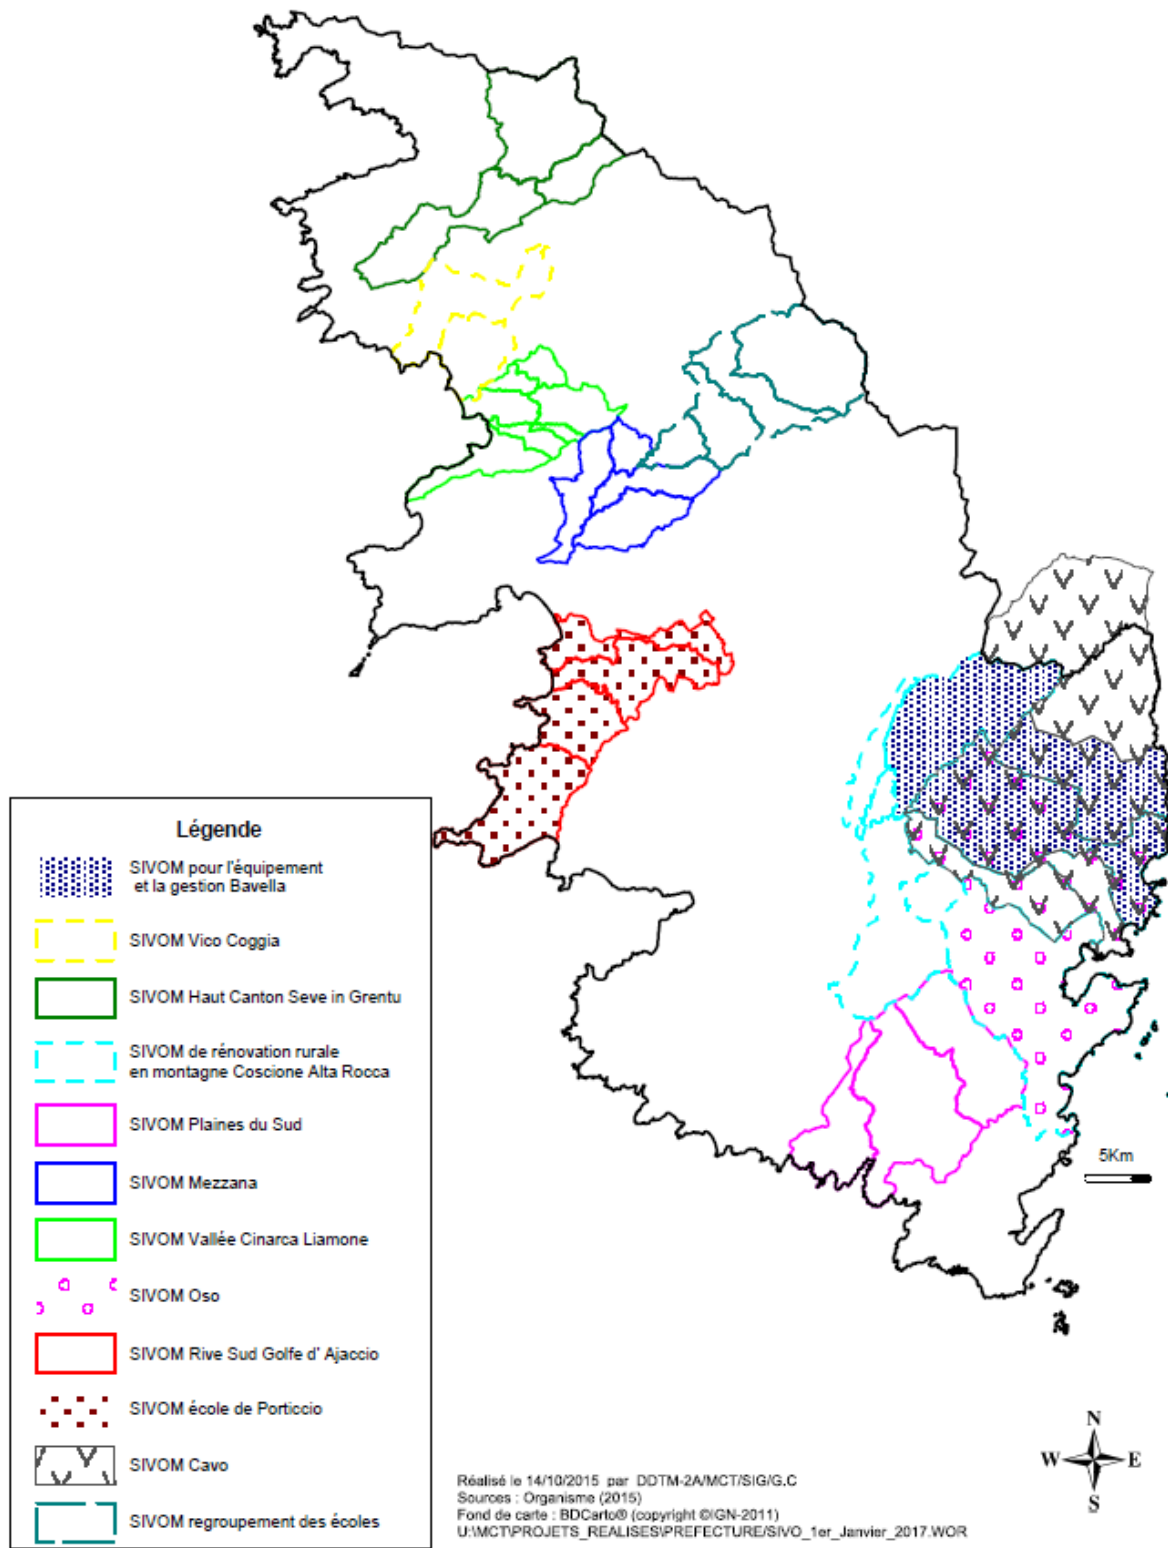 Légende
SIVOM pour l'équipement
et la gestion Bavella
SIVOM Vico Coggia
SIVOM Haut Canton Seve in Grentu
SIVOM de rénovation rurale
en montagne Coscione Alta Rocca
SIVOM Plaines du Sud
SIVOM Mezzana
SIVOM Vallée Cinarca Liamone
SIVOM Oso
SIVOM Rive Sud Golfe d' Ajaccio
SIVOM école de Porticcio
SIVOM Cavo
SIVOM regroupement des écoles
5Km
N
W E
S
Réalisé le 14/10/2015 par DDTM-2A/MCT/SIG/G.C
Sources : Organisme (2015)
Fond de carte : BDCarto® (copyright ©IGN-2011)
U:\MCT\PROJETS_REALISES\PREFECTURE/SIVO_1er_Janvier_2017.WOR